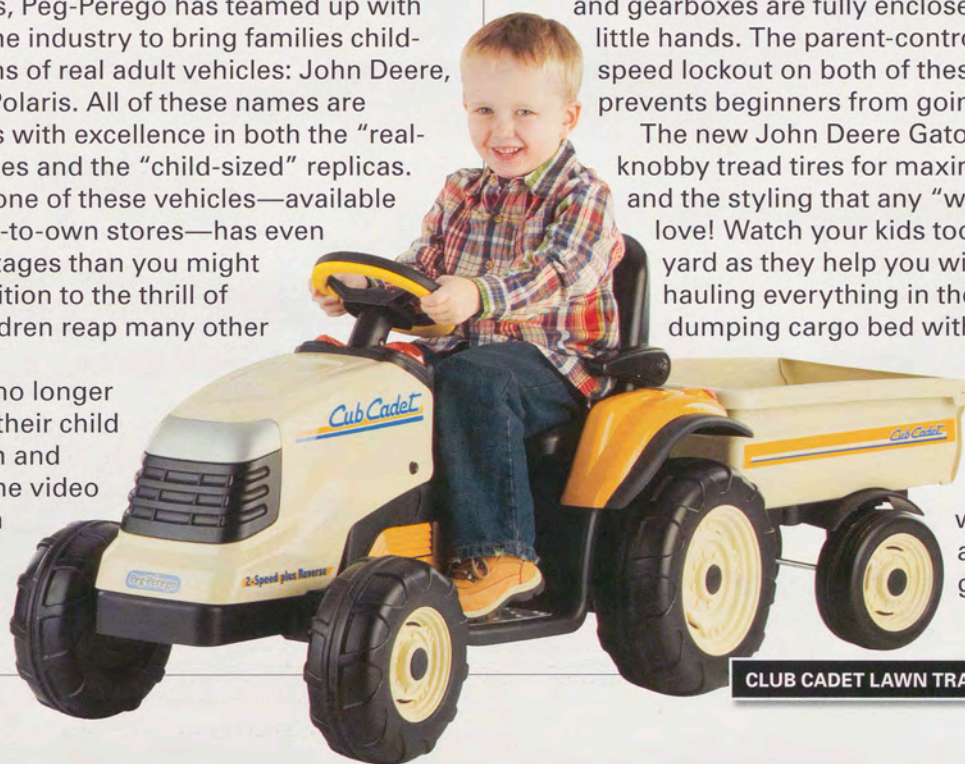 s, Peg-Perego has teamed up with
ne industry to bring families child-
ns of real adult vehicles: John Deere,
Polaris. All of these names are
s with excellence in both the “real-
es and the “child-sized” replicas.
one of these vehicles—available
-to-own stores—has even
tages than you might
ition to the thrill of
dren reap many other
no longer
their child
n and
ne video
and gearboxes are fully enclose
little hands. The parent-contro
speed lockout on both of thes
prevents beginners from goin
The new John Deere Gato
knobby tread tires for maxin
and the styling that any “w
love! Watch your kids too
yard as they help you wi
hauling everything in the
dumping cargo bed with
Cub Cadet
Cub Cadet
Peg-Perego
2-Speed plus Reverse
CLUB CADET LAWN TRA